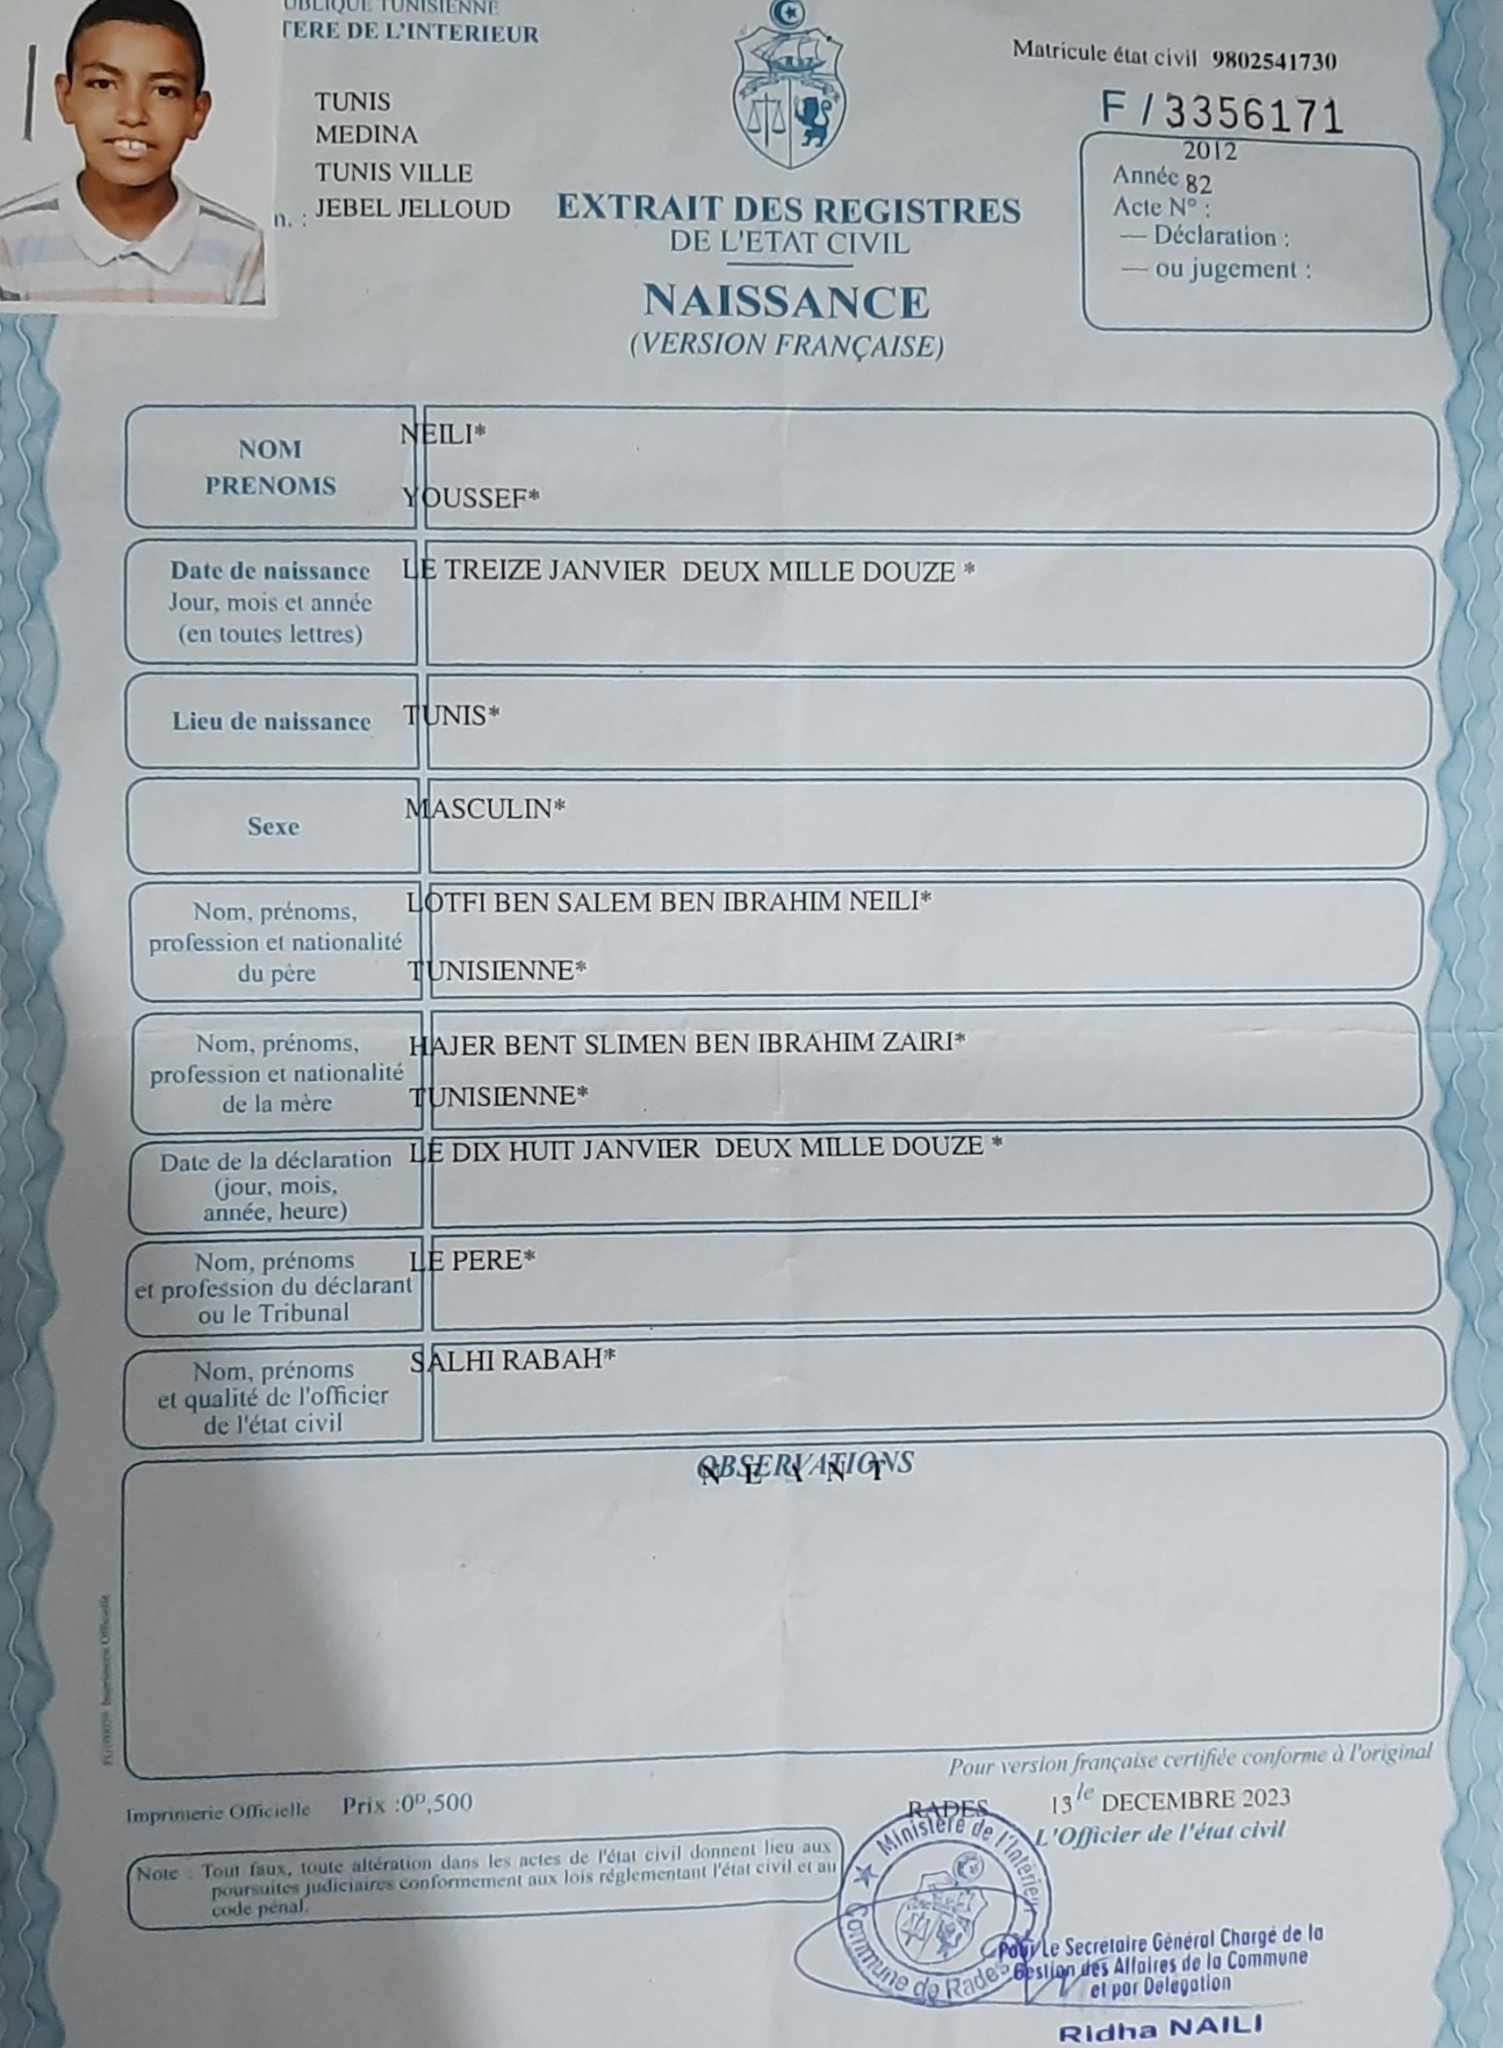 UBLIQUE TUNISIENNE
TERE DE L'INTERIEUR
TUNIS
MEDINA
TUNIS VILLE
n. : JEBEL JELLOUD
Matricule état civil 9802541730
F / 3356171
2012
Année 82
Acte N° :
— Déclaration :
— ou jugement :
EXTRAIT DES REGISTRES
DE L'ETAT CIVIL
NAISSANCE
(VERSION FRANÇAISE)
NOM
PRENOMS
NEILI*
YOUSSEF*
Date de naissance
Jour, mois et année
(en toutes lettres)
LE TREIZE JANVIER DEUX MILLE DOUZE *
Lieu de naissance
TUNIS*
Sexe
MASCULIN*
Nom, prénoms,
profession et nationalité
du père
LOTFI BEN SALEM BEN IBRAHIM NEILI*
TUNISIENNE*
Nom, prénoms,
profession et nationalité
de la mère
HAJER BENT SLIMEN BEN IBRAHIM ZAIRI*
TUNISIENNE*
Date de la déclaration
(jour, mois,
année, heure)
LE DIX HUIT JANVIER DEUX MILLE DOUZE *
Nom, prénoms
et profession du déclarant
ou le Tribunal
LE PERE*
Nom, prénoms
et qualité de l'officier
de l'état civil
SALHI RABAH*
OBSERVATIONS
Imprimerie Officielle
Pour version française certifiée conforme à l'original
Imprimerie Officielle Prix :0ᴰ,500
RADES 13 le DECEMBRE 2023
L'Officier de l'état civil
Note : Tout faux, toute altération dans les actes de l'état civil donnent lieu aux
poursuites judiciaires conformement aux lois réglementant l'état civil et au
code pénal.
Ministère de l'Intérieur
Commune de Rades
Pour Le Secrétaire Général Chargé de la
Gestion des Affaires de la Commune
et par Délégation
Ridha NAILI